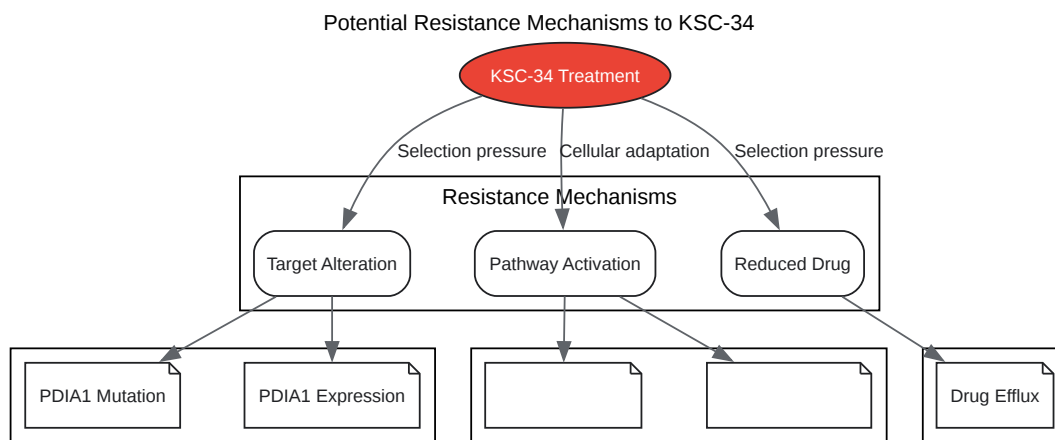 Potential Resistance Mechanisms to KSC-34
KSC-34 Treatment
Selection pressure
Cellular adaptation
Selection pressure
Resistance Mechanisms
Target Alteration
Pathway Activation
Reduced Drug
PDIA1 Mutation
PDIA1 Expression
Drug Efflux